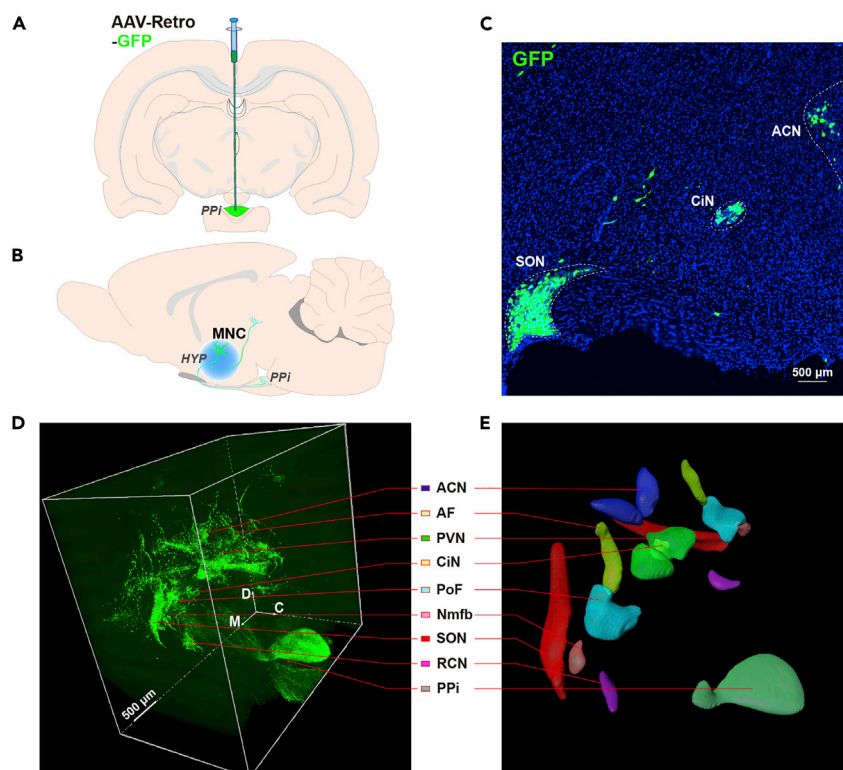 A
AAV-Retro
-GFP
PPi
B
MNC
HYP
PPi
C
GFP
ACN
CiN
SON
500 µm
D
D
C
M
500 µm
ACN
AF
PVN
CiN
PoF
Nmfb
SON
RCN
PPi
E